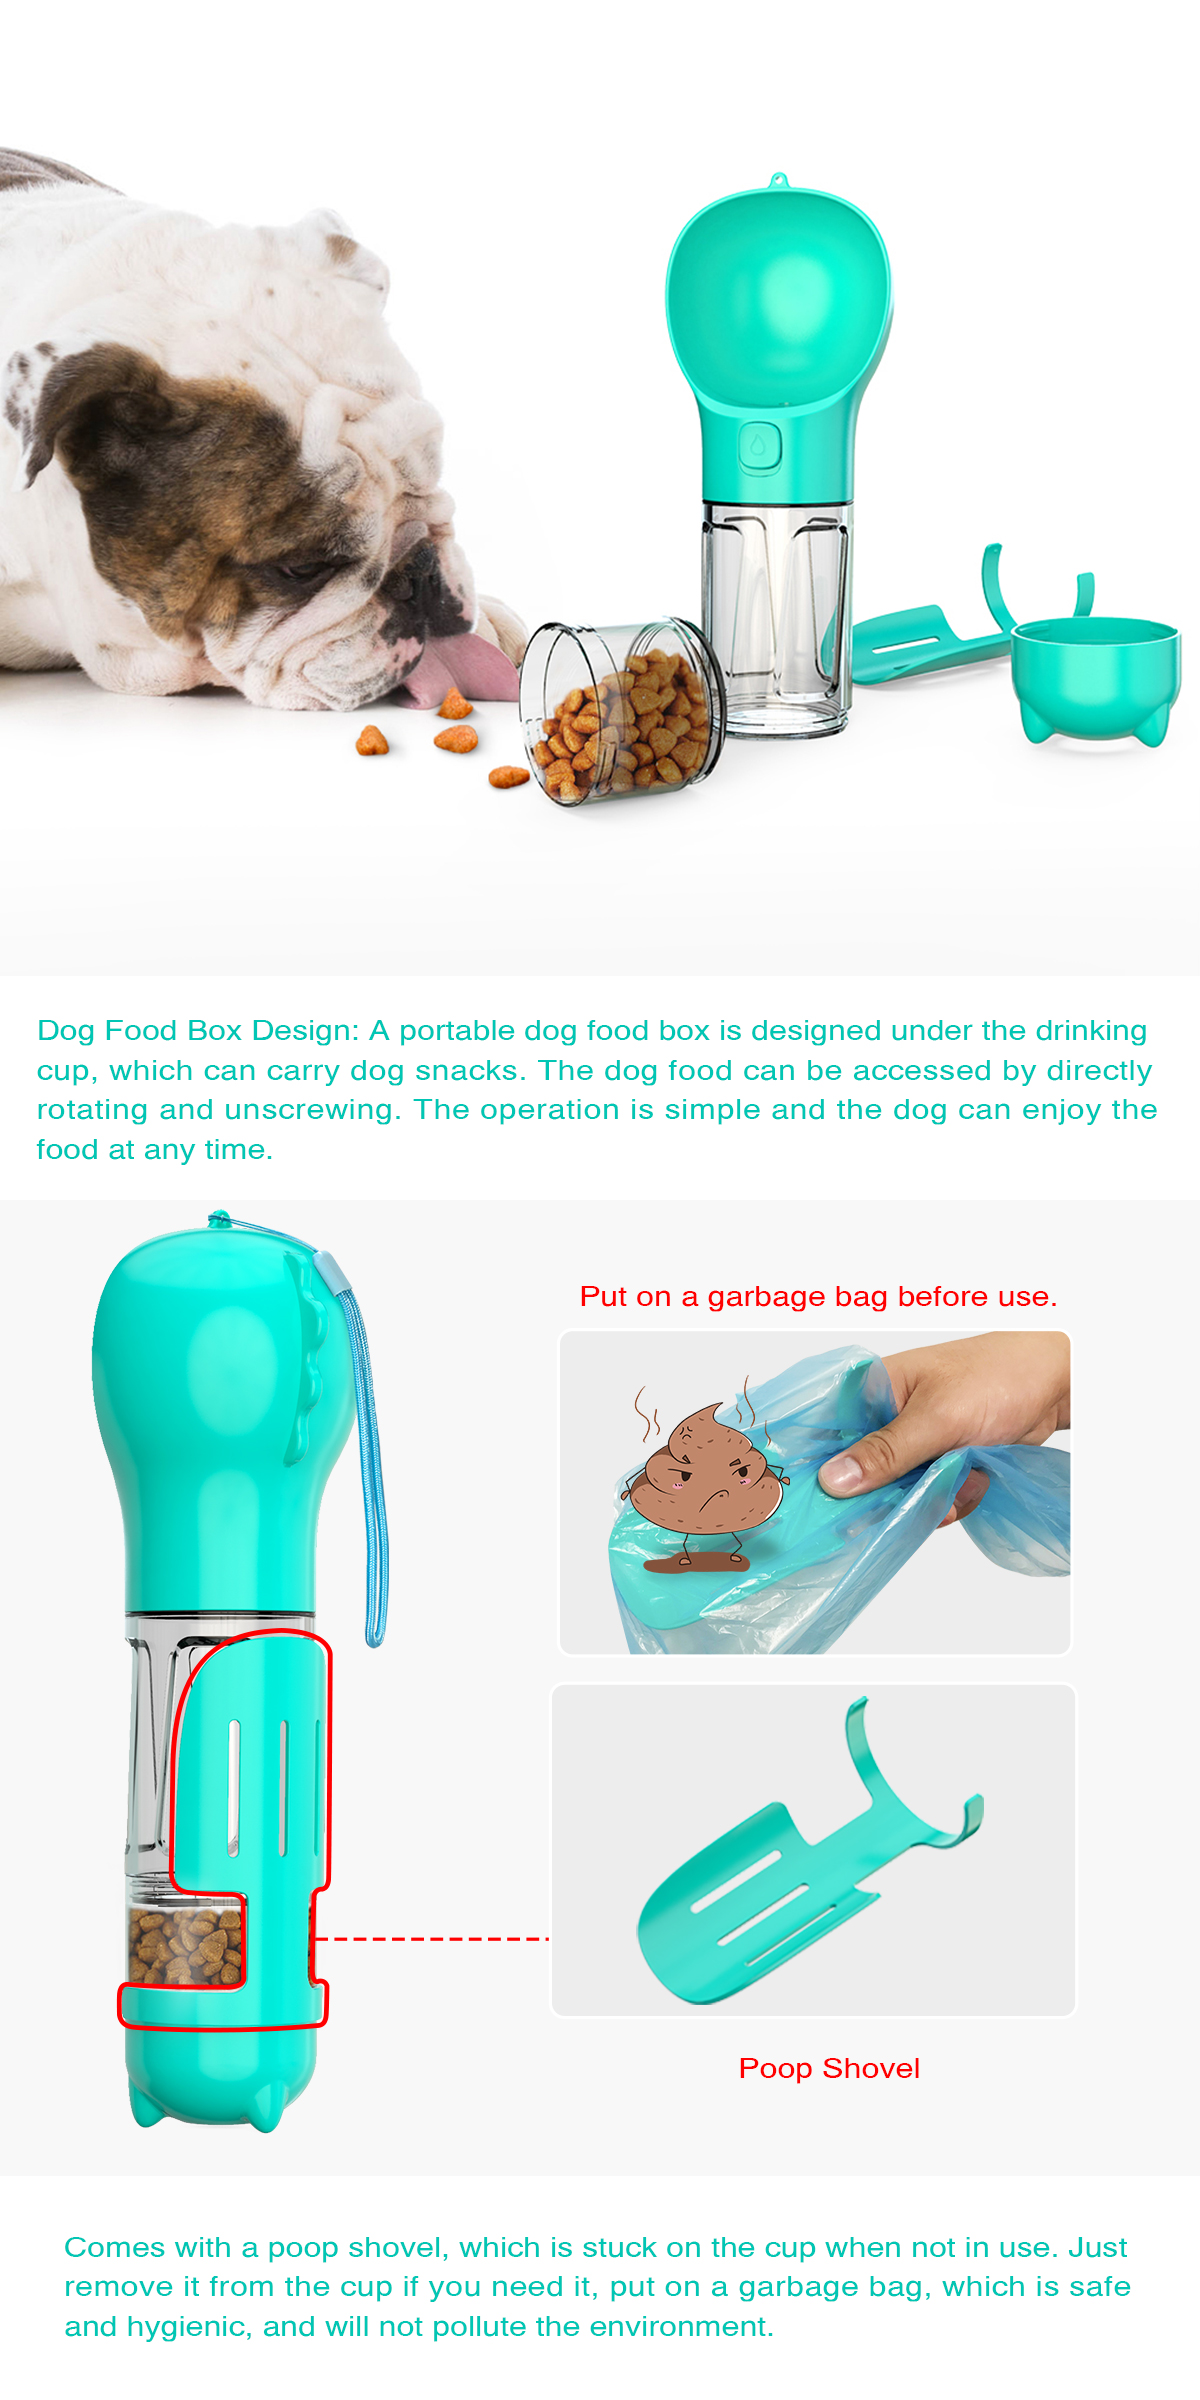 Dog Food Box Design: A portable dog food box is designed under the drinking
cup, which can carry dog snacks. The dog food can be accessed by directly
rotating and unscrewing. The operation is simple and the dog can enjoy the
food at any time.
Put on a garbage bag before use.
Poop Shovel
Comes with a poop shovel, which is stuck on the cup when not in use. Just
remove it from the cup if you need it, put on a garbage bag, which is safe
and hygienic, and will not pollute the environment.